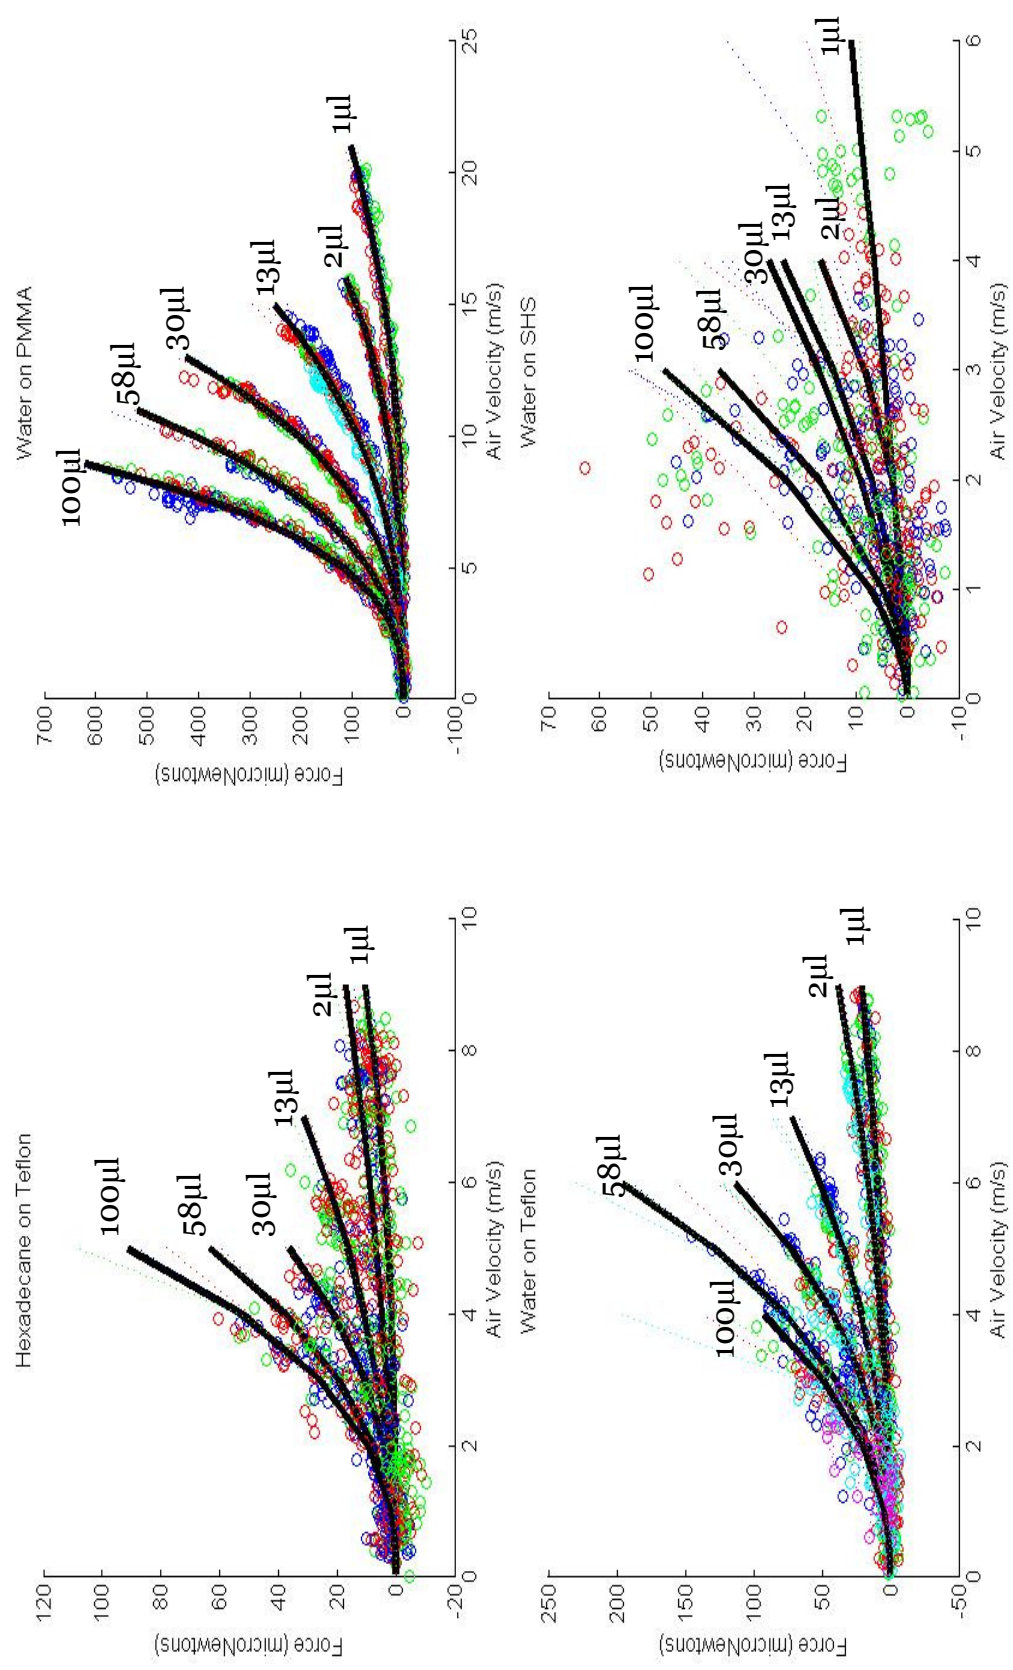 Hexadecane on Teflon
120
100
80
60
40
20
0
-20
0
2
4
6
8
10
Force (microNewtons)
Air Velocity (m/s)
100µl
58µl
30µl
13µl
2µl
1µl
Water on PMMA
700
600
500
400
300
200
100
0
-100
0
5
10
15
20
25
Force (microNewtons)
Air Velocity (m/s)
100µl
58µl
30µl
13µl
2µl
1µl
Water on Teflon
250
200
150
100
50
0
-50
0
2
4
6
8
10
Force (microNewtons)
Air Velocity (m/s)
58µl
100µl
30µl
13µl
2µl
1µl
Water on SHS
70
60
50
40
30
20
10
0
-10
0
1
2
3
4
5
6
Force (microNewtons)
Air Velocity (m/s)
100µl
58µl
30µl
13µl
2µl
1µl